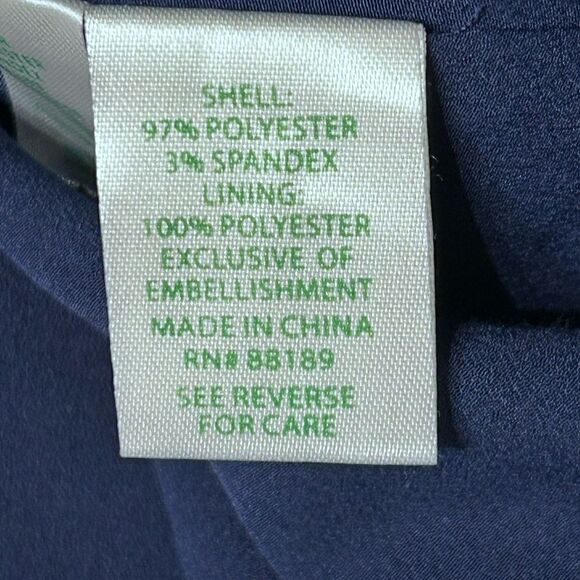 SHELL:
97% POLYESTER
3% SPANDEX
LINING:
100% POLYESTER
EXCLUSIVE OF
EMBELLISHMENT
MADE IN CHINA
RN# 88189
SEE REVERSE
FOR CARE